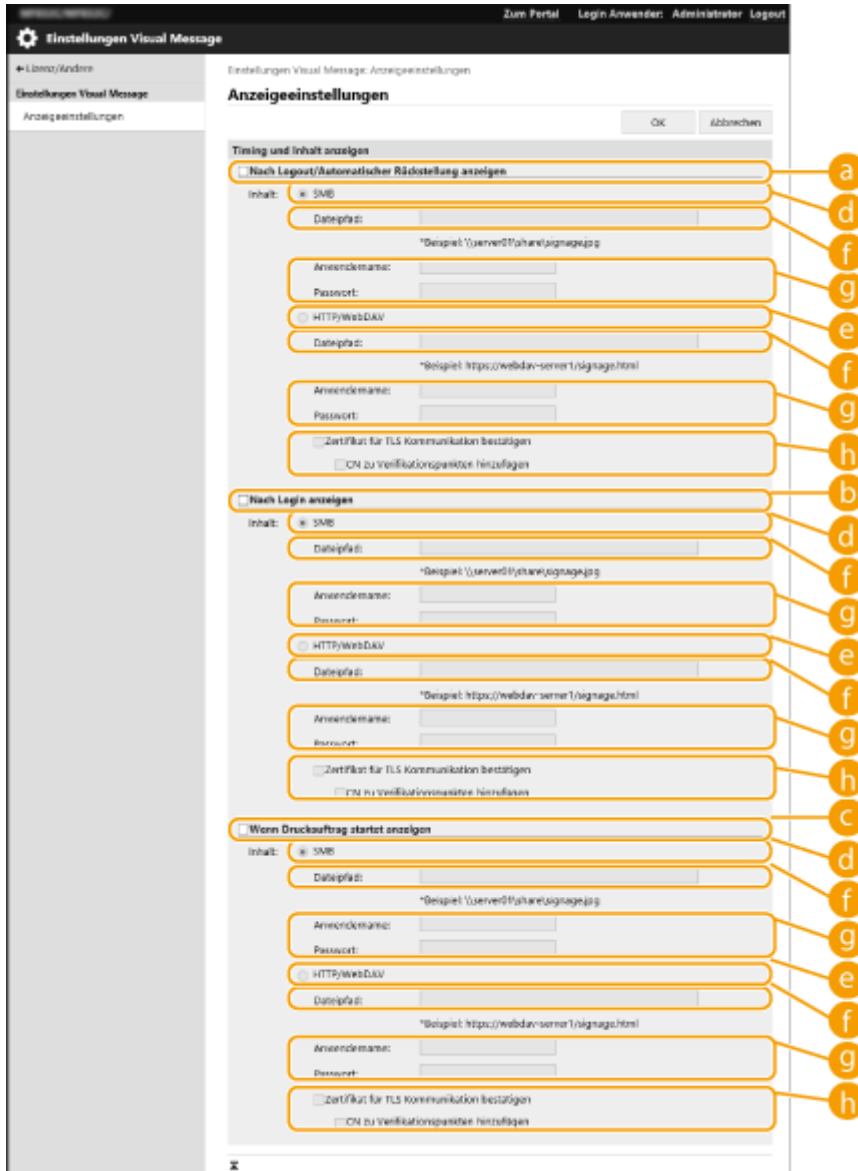 Zum Portal Login Anwender: Administrator Logout
Einstellungen Visual Message
Lizenz/Andere
Einstellungen Visual Message: Anzeigeeinstellungen
Einstellungen Visual Message
Anzeigeeinstellungen
Anzeigeeinstellungen
OK Abbrechen
Timing und Inhalt anzeigen
Nach Logout/Automatischer Rückstellung anzeigen a
Inhalt: SMB d
Dateipfad: f
*Beispiel: \\server01\share\signage.jpg
Anwendername: g
Passwort:
HTTP/WebDAV e
Dateipfad: f
*Beispiel: https://webdav-server1/signage.html
Anwendername: g
Passwort:
Zertifikat für TLS Kommunikation bestätigen h
CN zu Verifikationspunkten hinzufügen
Nach Login anzeigen b
Inhalt: SMB d
Dateipfad: f
*Beispiel: \\server01\share\signage.jpg
Anwendername: g
Passwort:
HTTP/WebDAV e
Dateipfad: f
*Beispiel: https://webdav-server1/signage.html
Anwendername: g
Passwort:
Zertifikat für TLS Kommunikation bestätigen h
CN zu Verifikationspunkten hinzufügen
Wenn Druckauftrag startet anzeigen c
Inhalt: SMB d
Dateipfad: f
*Beispiel: \\server01\share\signage.jpg
Anwendername: g
Passwort:
HTTP/WebDAV e
Dateipfad: f
*Beispiel: https://webdav-server1/signage.html
Anwendername: g
Passwort:
Zertifikat für TLS Kommunikation bestätigen h
CN zu Verifikationspunkten hinzufügen